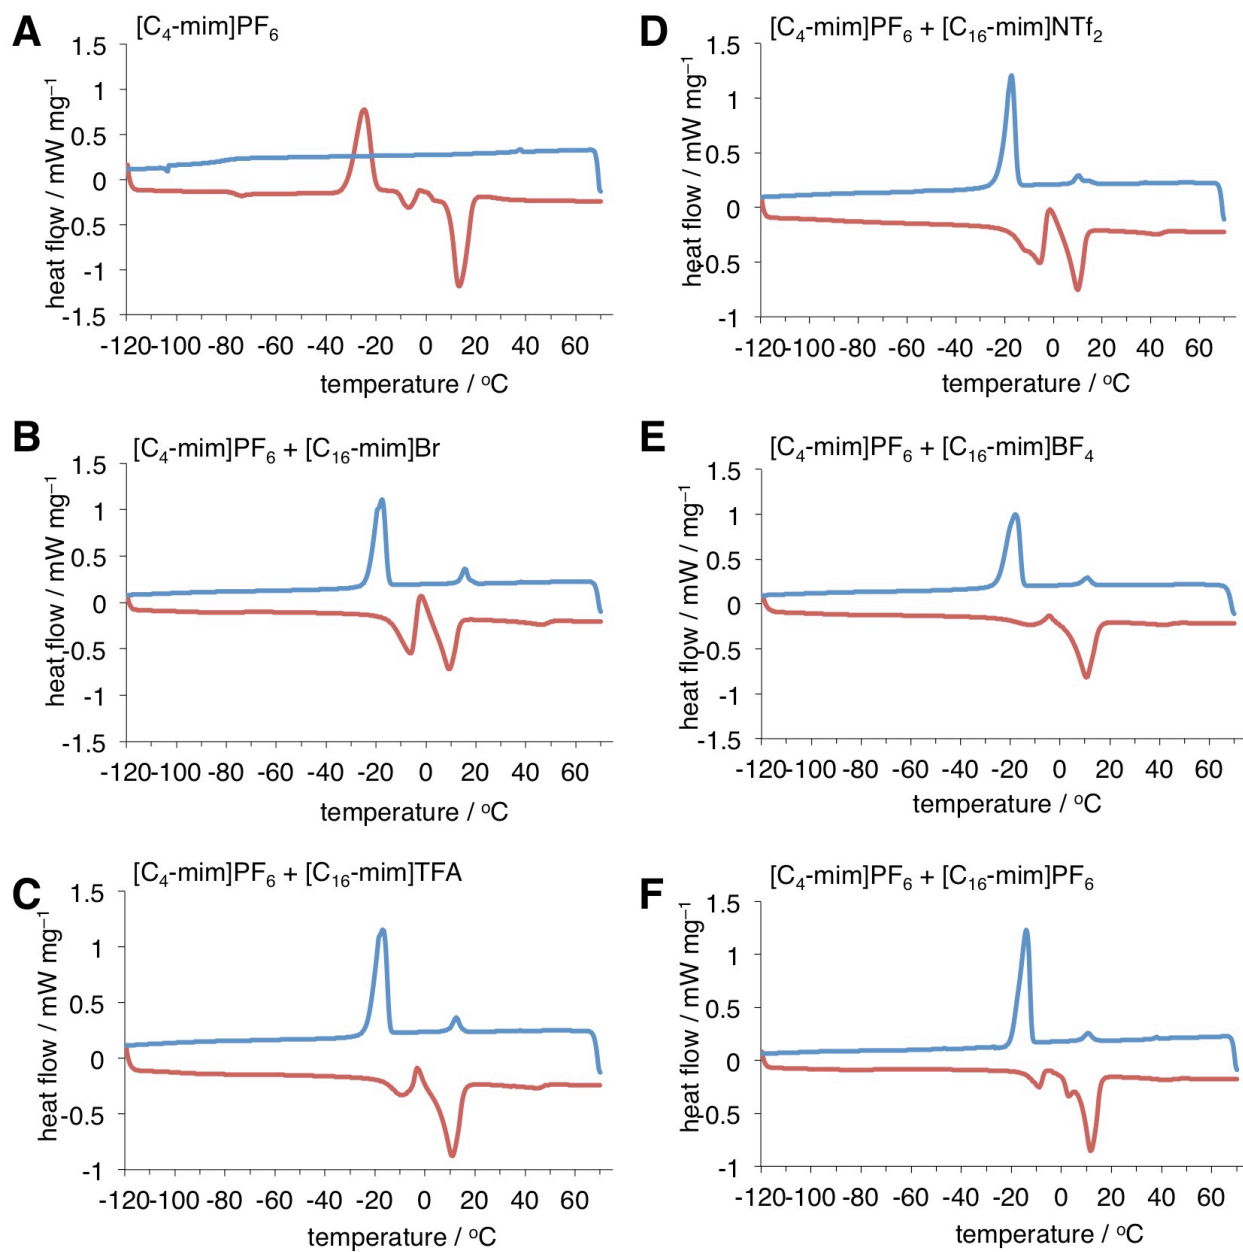 A
[C4-mim]PF6
1.5
1
0.5
0
-0.5
-1
-1.5
heat flow / mW mg–1
-120 -100 -80 -60 -40 -20 0 20 40 60
temperature / oC
D
[C4-mim]PF6 + [C16-mim]NTf2
1.5
1
0.5
0
-0.5
-1
heat flow / mW mg–1
-120 -100 -80 -60 -40 -20 0 20 40 60
temperature / oC
B
[C4-mim]PF6 + [C16-mim]Br
1.5
1
0.5
0
-0.5
-1
-1.5
heat flow / mW mg–1
-120 -100 -80 -60 -40 -20 0 20 40 60
temperature / oC
E
[C4-mim]PF6 + [C16-mim]BF4
1.5
1
0.5
0
-0.5
-1
-1.5
heat flow / mW / mg–1
-120 -100 -80 -60 -40 -20 0 20 40 60
temperature / oC
C
[C4-mim]PF6 + [C16-mim]TFA
1.5
1
0.5
0
-0.5
-1
heat flow / mW mg–1
-120 -100 -80 -60 -40 -20 0 20 40 60
temperature / oC
F
[C4-mim]PF6 + [C16-mim]PF6
1.5
1
0.5
0
-0.5
-1
heat flow / mW mg–1
-120 -100 -80 -60 -40 -20 0 20 40 60
temperature / oC